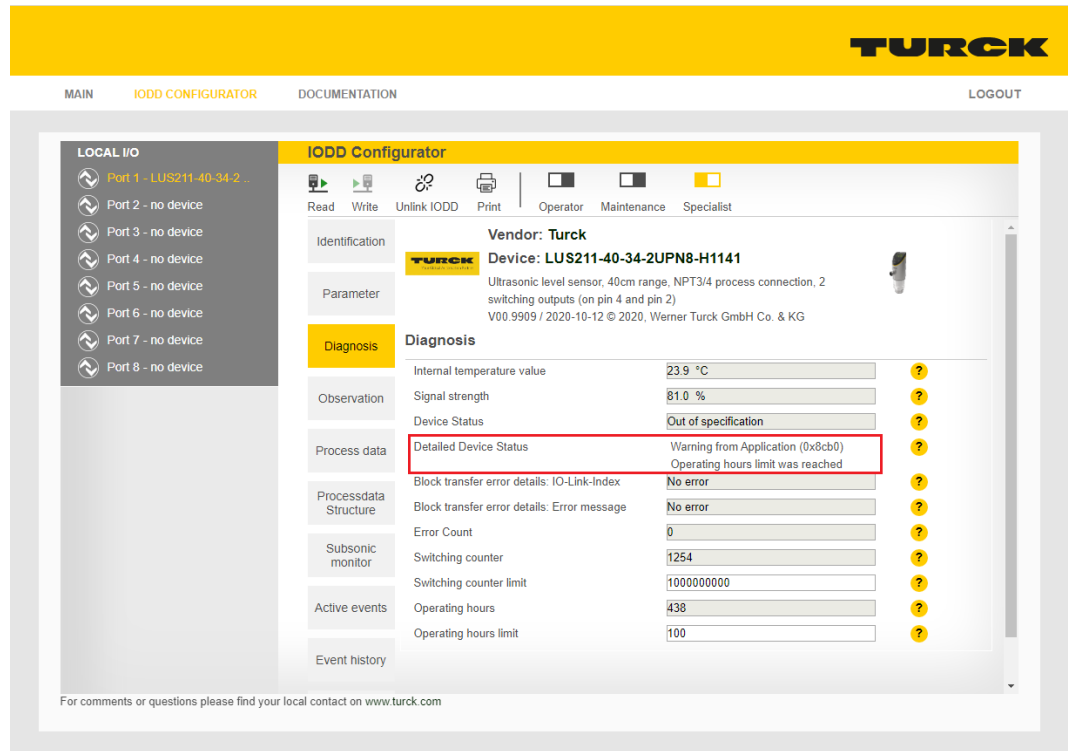 TURCK
MAIN IODD CONFIGURATOR DOCUMENTATION LOGOUT
LOCAL I/O
Port 1 - LUS211-40-34-2 ..
Port 2 - no device
Port 3 - no device
Port 4 - no device
Port 5 - no device
Port 6 - no device
Port 7 - no device
Port 8 - no device
IODD Configurator
Read Write Unlink IODD Print Operator Maintenance Specialist
Identification
Parameter
Diagnosis
Observation
Process data
Processdata
Structure
Subsonic
monitor
Active events
Event history
TURCK
Vendor: Turck
Device: LUS211-40-34-2UPN8-H1141
Ultrasonic level sensor, 40cm range, NPT3/4 process connection, 2
switching outputs (on pin 4 and pin 2)
V00.9909 / 2020-10-12 © 2020, Werner Turck GmbH Co. & KG
Diagnosis
Internal temperature value 23.9 °C ?
Signal strength 81.0 % ?
Device Status Out of specification ?
Detailed Device Status Warning from Application (0x8cb0) ?
Operating hours limit was reached
Block transfer error details: IO-Link-Index No error ?
Block transfer error details: Error message No error ?
Error Count 0 ?
Switching counter 1254 ?
Switching counter limit 1000000000 ?
Operating hours 438 ?
Operating hours limit 100 ?
For comments or questions please find your local contact on www.turck.com